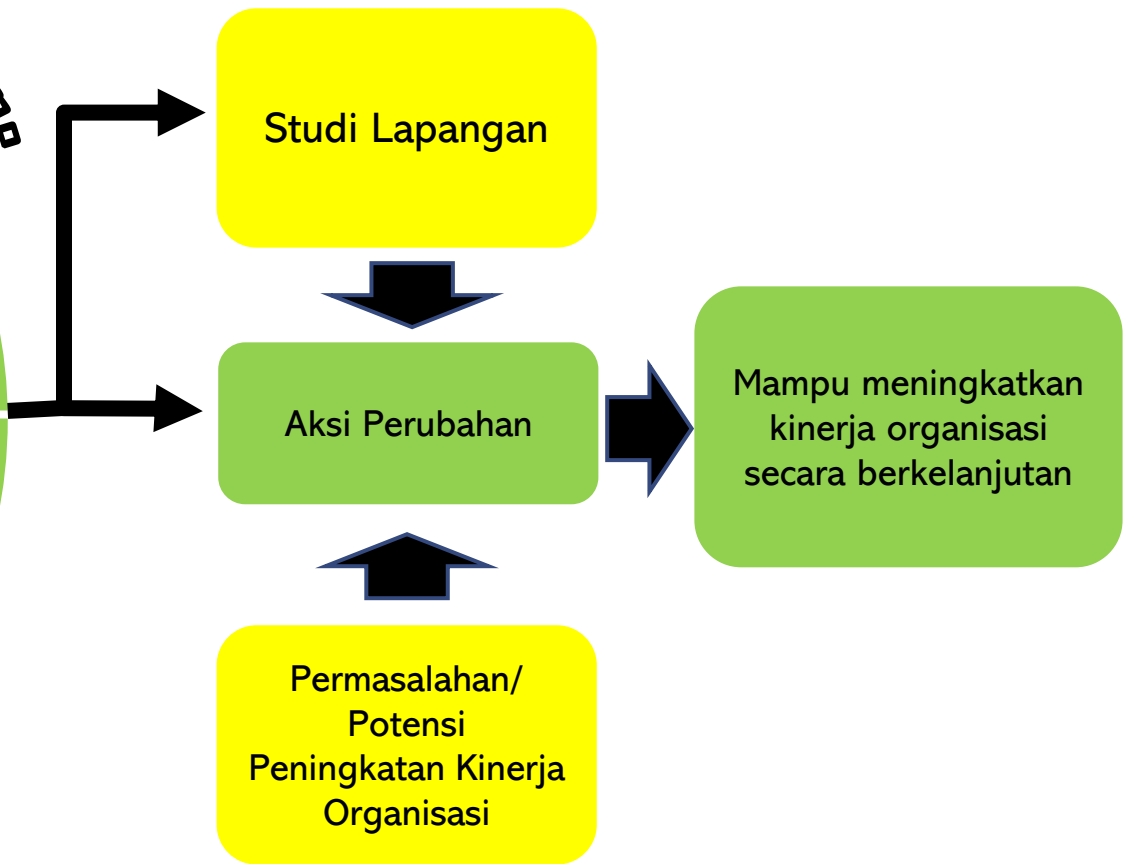 Studi Lapangan
Aksi Perubahan
Mampu meningkatkan
kinerja organisasi
secara berkelanjutan
Permasalahan/
Potensi
Peningkatan Kinerja
Organisasi